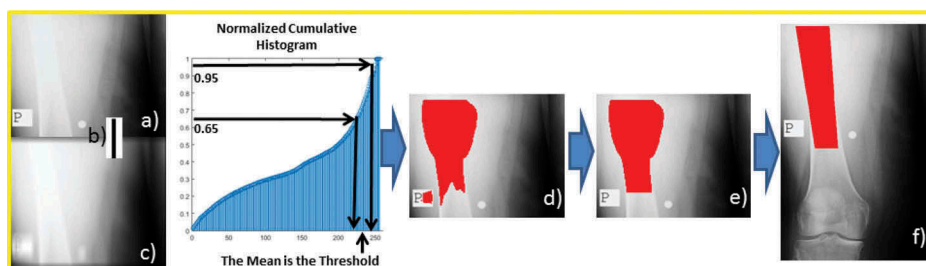 P
a)
b)
c)
Normalized Cumulative
Histogram
1
0.9
0.8
0.7
0.6
0.5
0.4
0.3
0.2
0.1
0
0.95
0.65
0 50 100 150 200 250
The Mean is the Threshold
P
d)
P
e)
P
f)